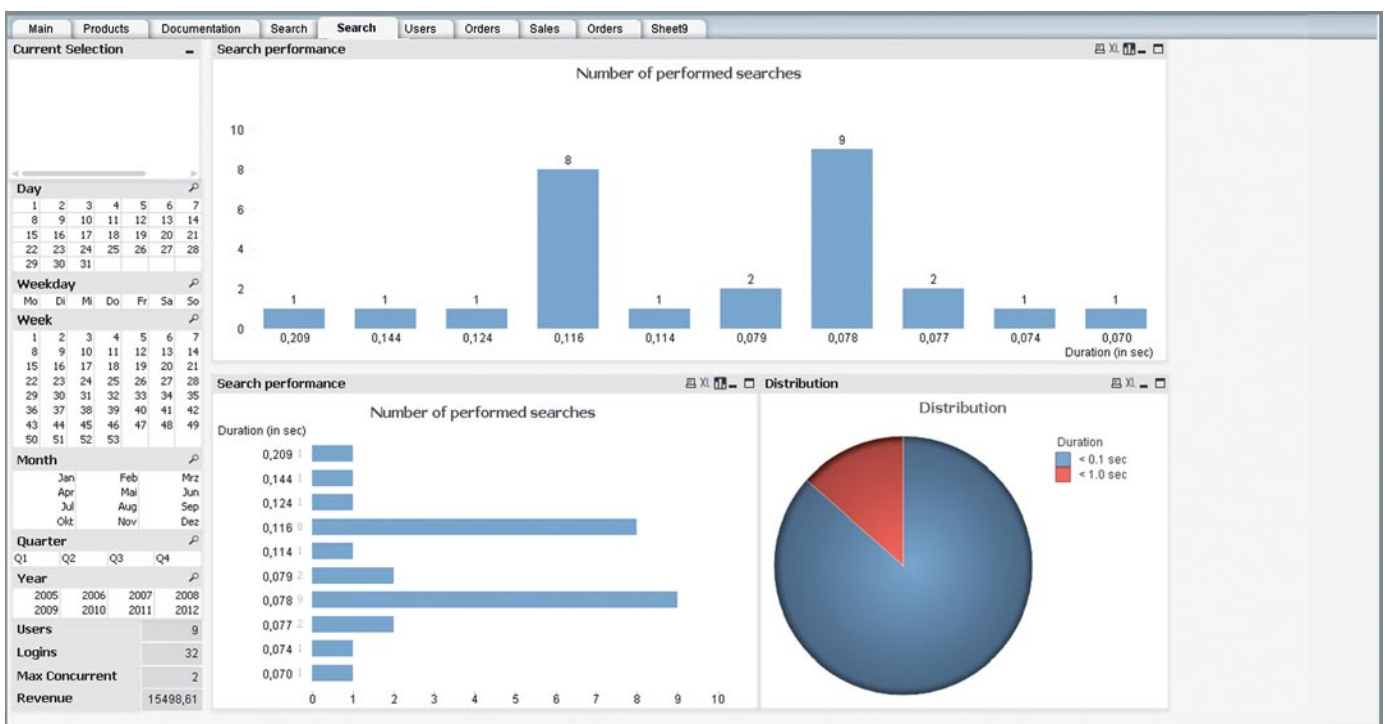 Main Products Documentation Search Search Users Orders Sales Orders Sheet9
Current Selection
Day
1 2 3 4 5 6 7
8 9 10 11 12 13 14
15 16 17 18 19 20 21
22 23 24 25 26 27 28
29 30 31
Weekday
Mo Di Mi Do Fr Sa So
Week
1 2 3 4 5 6 7
8 9 10 11 12 13 14
15 16 17 18 19 20 21
22 23 24 25 26 27 28
29 30 31 32 33 34 35
36 37 38 39 40 41 42
43 44 45 46 47 48 49
50 51 52 53
Month
Jan Feb Mrz
Apr Mai Jun
Jul Aug Sep
Okt Nov Dez
Quarter
Q1 Q2 Q3 Q4
Year
2005 2006 2007 2008
2009 2010 2011 2012
Users 9
Logins 32
Max Concurrent 2
Revenue 15498,61
Search performance XL
Number of performed searches
10
8
6
4
2
0
1 1 1 8 1 2 9 2 1 1
0,209 0,144 0,124 0,116 0,114 0,079 0,078 0,077 0,074 0,070
Duration (in sec)
Search performance XL
Number of performed searches
Duration (in sec)
0,209 1
0,144 1
0,124 1
0,116 8
0,114 1
0,079 2
0,078 9
0,077 2
0,074 1
0,070 1
0 1 2 3 4 5 6 7 8 9 10
Distribution XL
Distribution
Duration
< 0.1 sec
< 1.0 sec